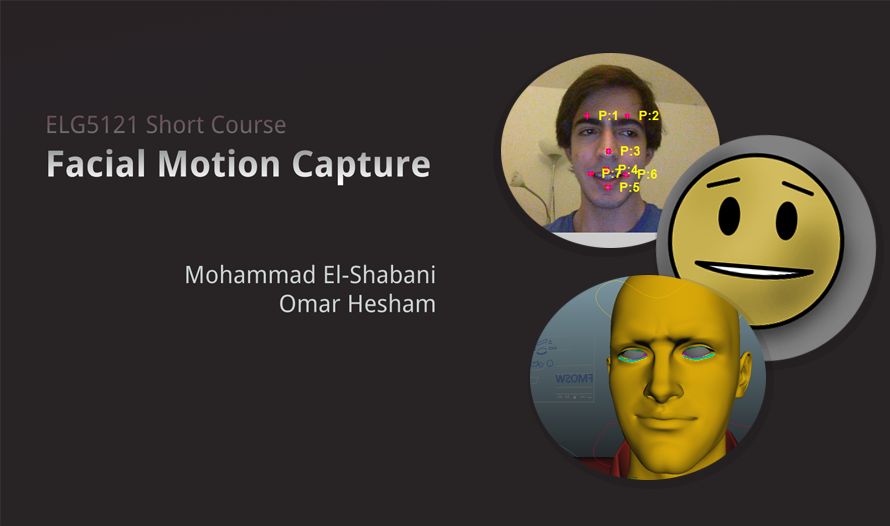 ELG5121 Short Course
Facial Motion Capture
Mohammad El-Shabani
Omar Hesham
P:1
P:2
P:3
P:4
P:7
P:6
P:5